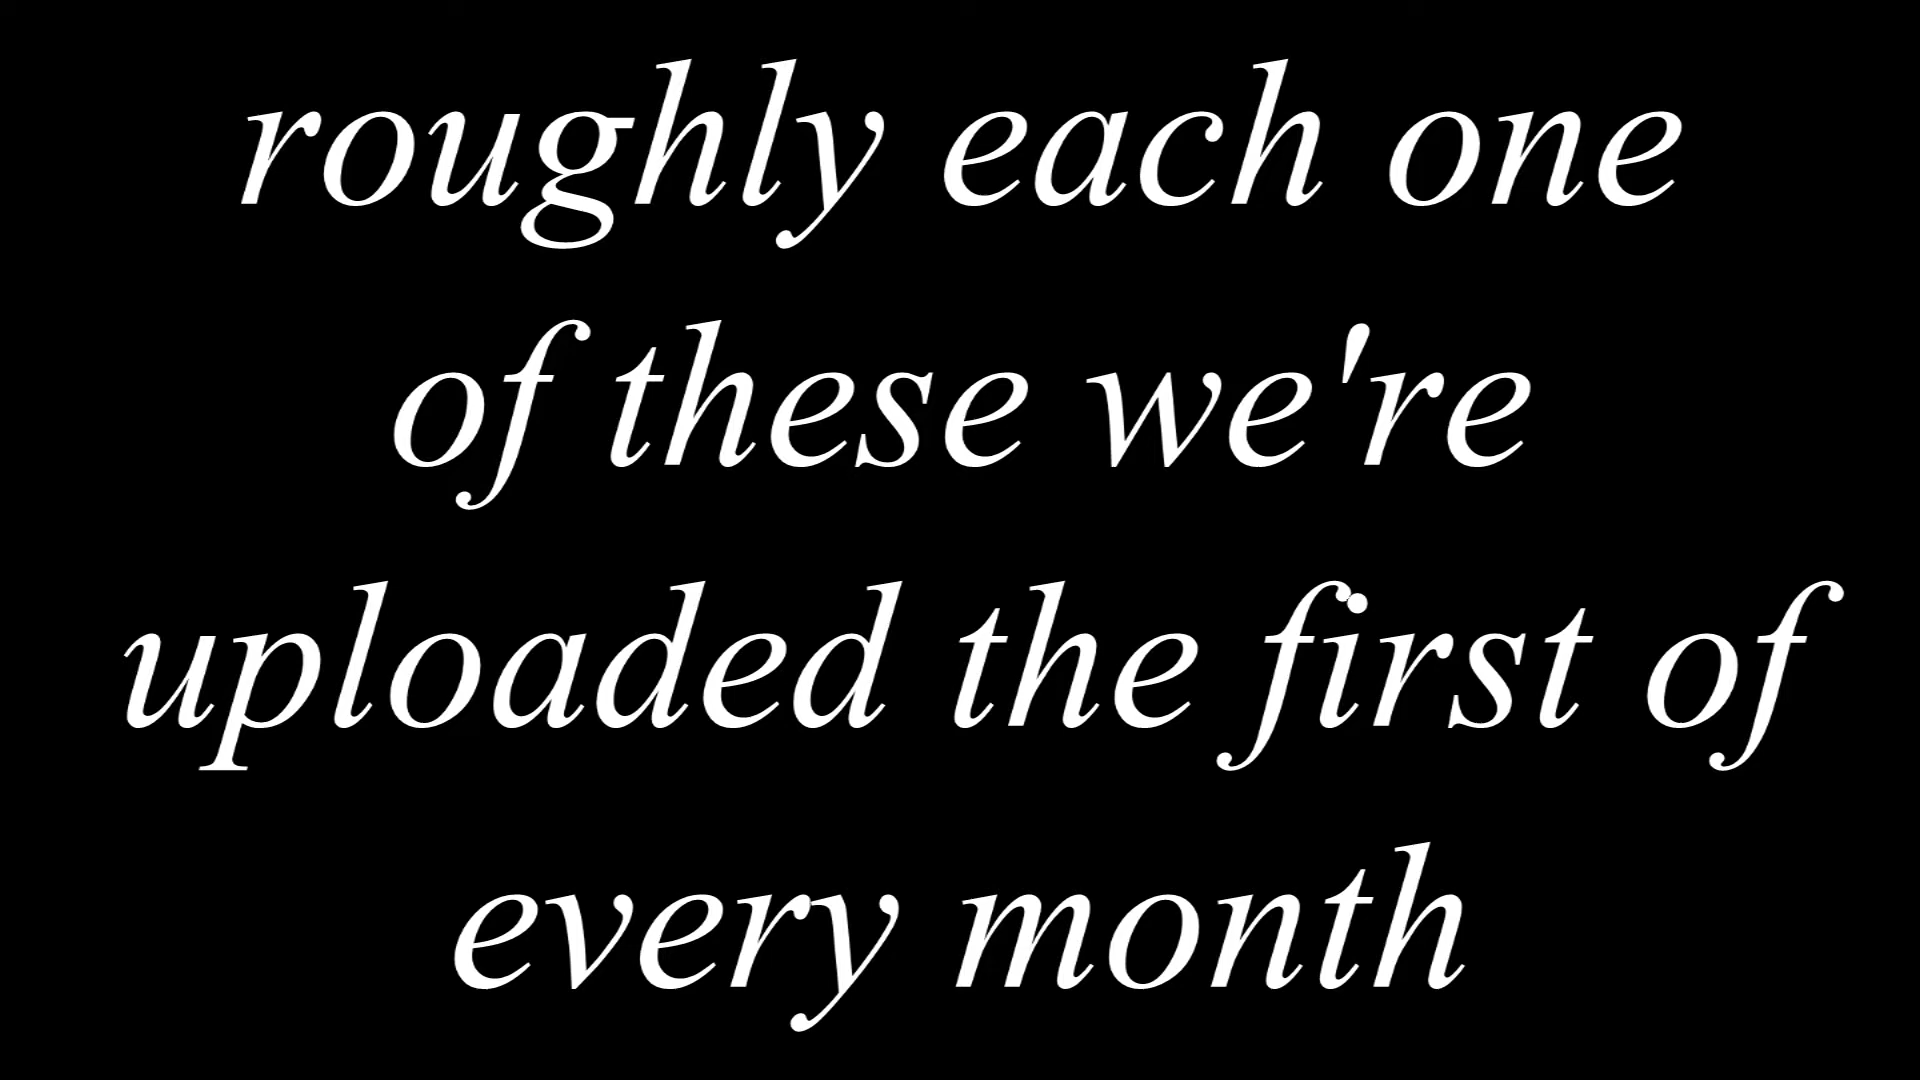 roughly each one
of these we're
uploaded the first of
every month